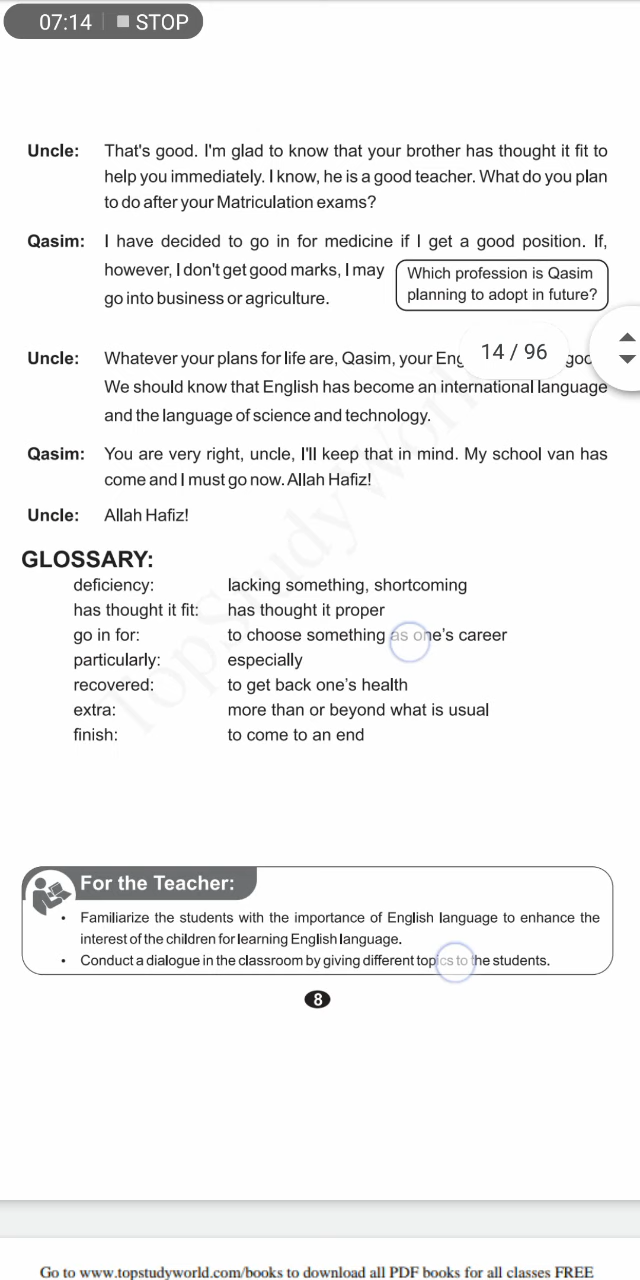 07:14 STOP
Uncle: That's good. I'm glad to know that your brother has thought it fit to
help you immediately. I know, he is a good teacher. What do you plan
to do after your Matriculation exams?
Qasim: I have decided to go in for medicine if I get a good position. If,
however, I don't get good marks, I may
go into business or agriculture.
Which profession is Qasim
planning to adopt in future?
Uncle: Whatever your plans for life are, Qasim, your
14 / 96
We should know that English has become an international language
and the language of science and technology.
Qasim: You are very right, uncle, I'll keep that in mind. My school van has
come and I must go now. Allah Hafiz!
Uncle: Allah Hafiz!
GLOSSARY:
deficiency: lacking something, shortcoming
has thought it fit: has thought it proper
go in for: to choose something as one's career
particularly: especially
recovered: to get back one's health
extra: more than or beyond what is usual
finish: to come to an end
For the Teacher:
• Familiarize the students with the importance of English language to enhance the
interest of the children for learning English language.
• Conduct a dialogue in the classroom by giving different topics to the students.
8
Go to www.topstudyworld.com/books to download all PDF books for all classes FREE